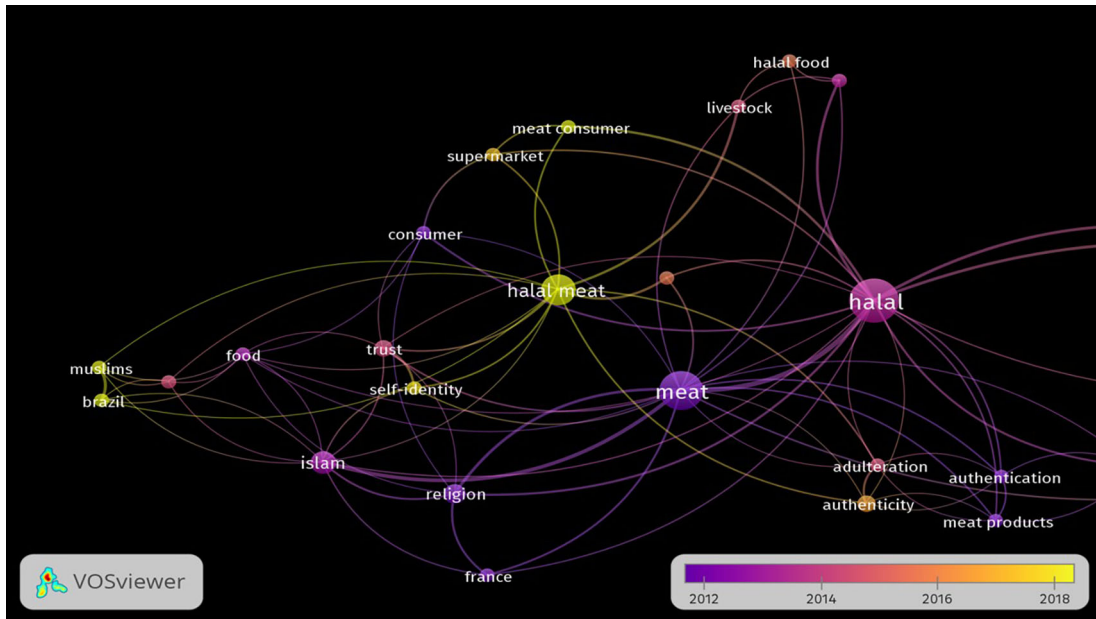 halal food
livestock
meat consumer
supermarket
consumer
halal meat
halal
trust
food
muslims
self-identity
brazil
meat
islam
adulteration
authentication
religion
authenticity
meat products
france
VOSviewer
2012 2014 2016 2018